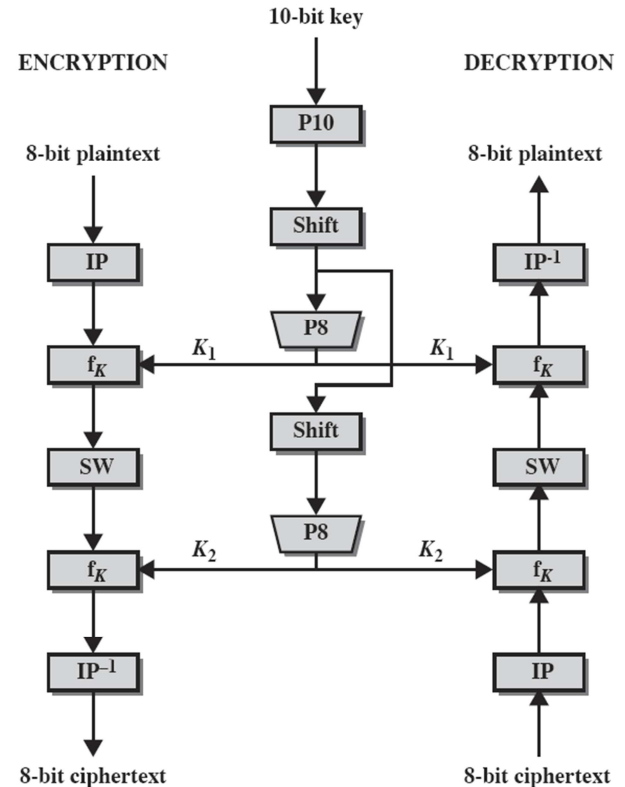 10-bit key
ENCRYPTION
DECRYPTION
P10
8-bit plaintext
8-bit plaintext
Shift
IP
IP-1
P8
K1
K1
fK
fK
Shift
SW
SW
P8
K2
K2
fK
fK
IP–1
IP
8-bit ciphertext
8-bit ciphertext